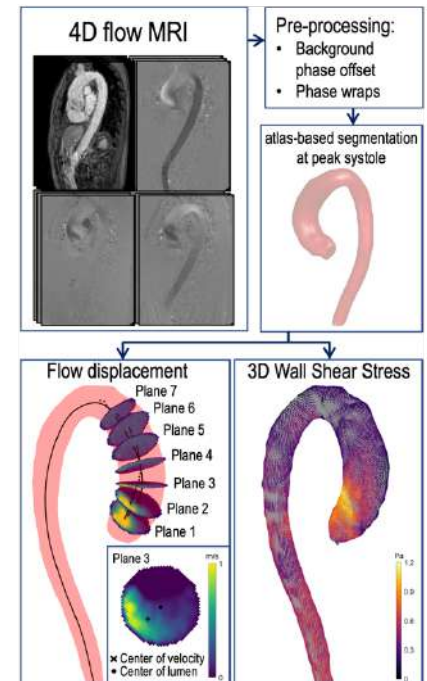 4D flow MRI
Pre-processing:
• Background
phase offset
• Phase wraps
atlas-based segmentation
at peak systole
Flow displacement
Plane 7
Plane 6
Plane 5
Plane 4
Plane 3
Plane 2
Plane 1
Plane 3
m/s
1
0
× Center of velocity
• Center of lumen
3D Wall Shear Stress
Pa
1.2
0.9
0.6
0.3
0